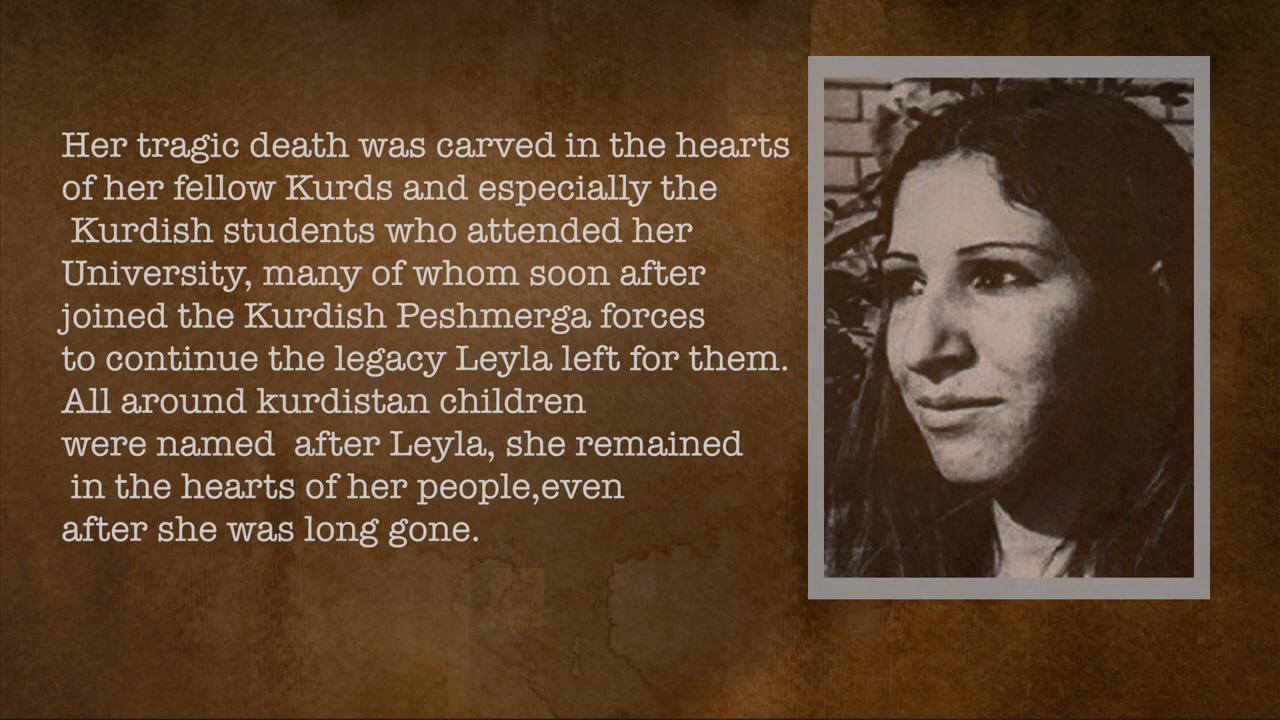 Her tragic death was carved in the hearts
of her fellow Kurds and especially the
Kurdish students who attended her
University, many of whom soon after
joined the Kurdish Peshmerga forces
to continue the legacy Leyla left for them.
All around kurdistan children
were named  after Leyla, she remained
in the hearts of her people,even
after she was long gone.